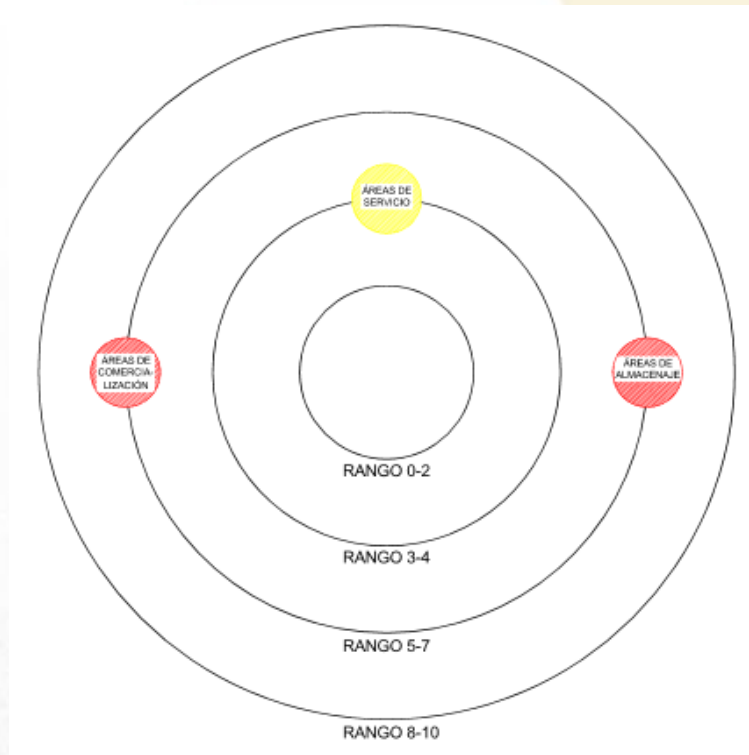 ÁREAS DE
SERVICIO
ÁREAS DE
COMERCIA-
LIZACIÓN
ÁREAS DE
ALMACENAJE
RANGO 0-2
RANGO 3-4
RANGO 5-7
RANGO 8-10